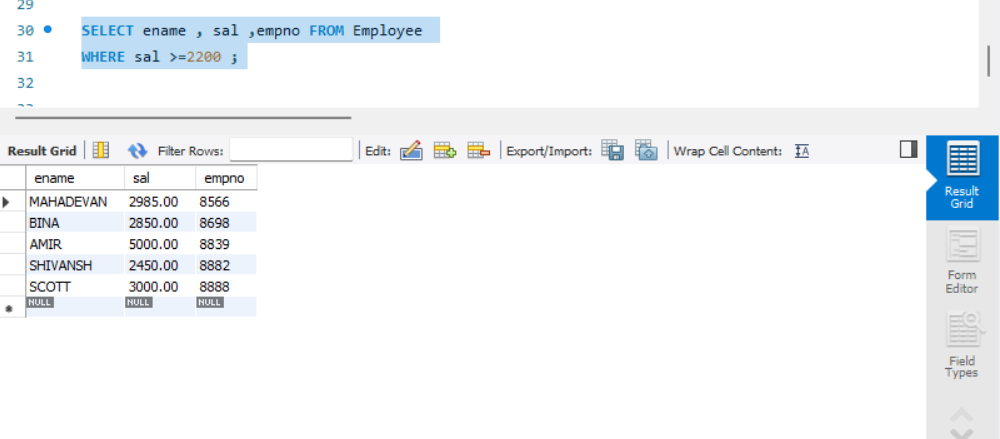 29
30 SELECT ename , sal ,empno FROM Employee
31 WHERE sal >=2200 ;
32
Result Grid Filter Rows: Edit: Export/Import: Wrap Cell Content:
ename sal empno
MAHADEVAN 2985.00 8566
BINA 2850.00 8698
AMIR 5000.00 8839
SHIVANSH 2450.00 8882
SCOTT 3000.00 8888
NULL NULL NULL
Result
Grid
Form
Editor
Field
Types